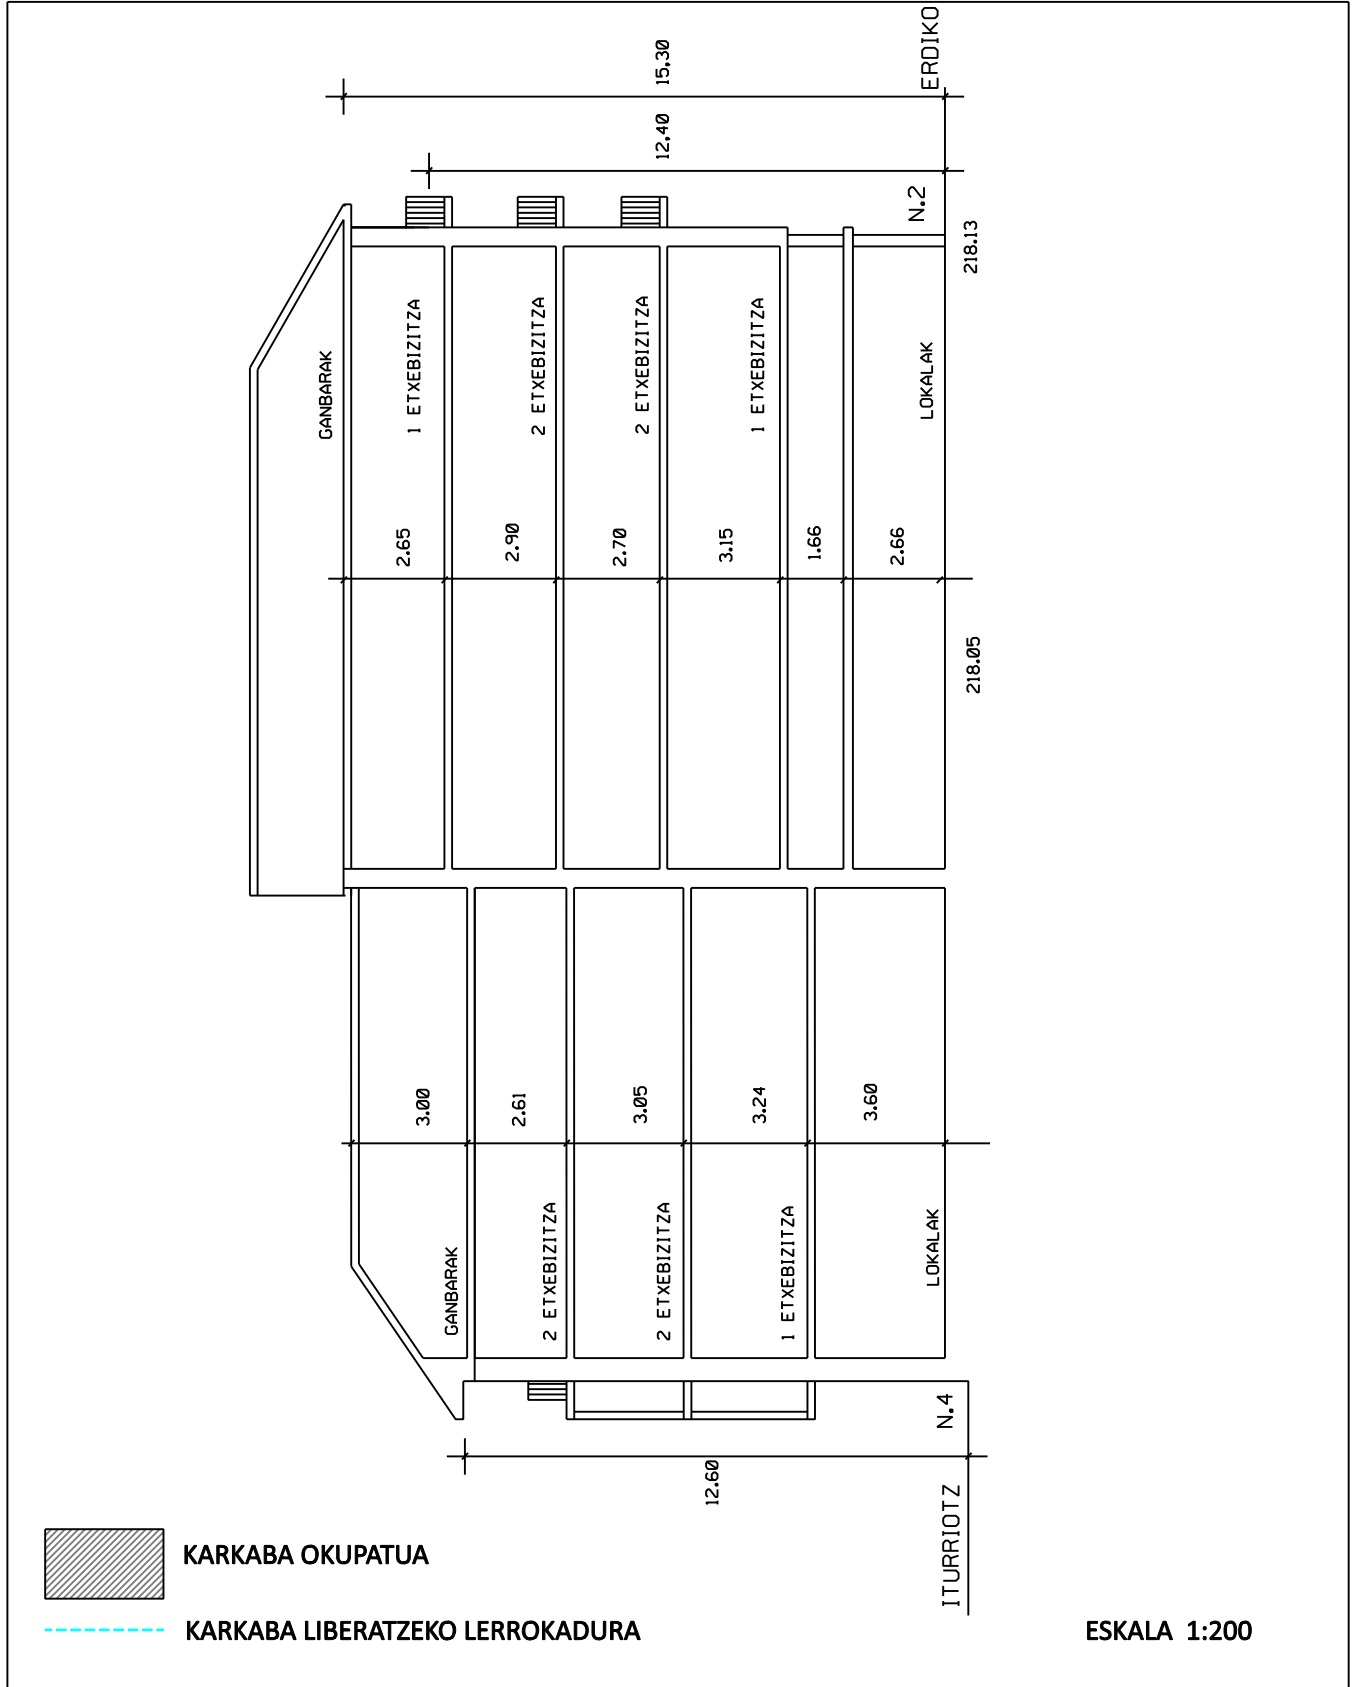 15.30
ERDIKO
12.40
N.2
218.13
GANBARAK
1 ETXEBIZITZA
2 ETXEBIZITZA
2 ETXEBIZITZA
1 ETXEBIZITZA
LOKALAK
2.65
2.90
2.70
3.15
1.66
2.66
218.05
3.00
2.61
3.05
3.24
3.60
GANBARAK
2 ETXEBIZITZA
2 ETXEBIZITZA
1 ETXEBIZITZA
LOKALAK
N.4
12.60
ITURRIOTZ
KARKABA OKUPATUA
KARKABA LIBERATZEKO LERROKADURA
ESKALA 1:200